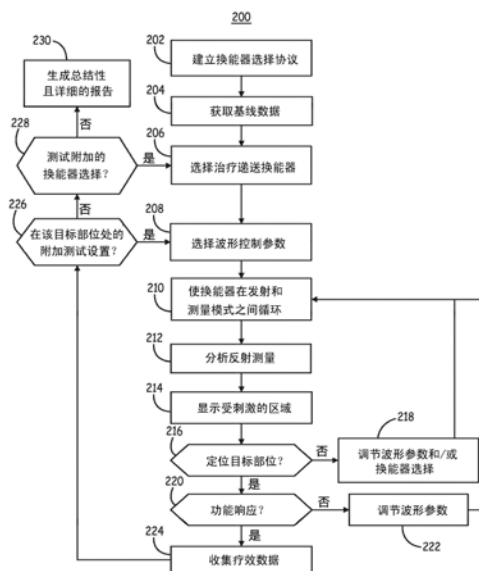 200
202
建立换能器选择协议
204
获取基线数据
206
选择治疗递送换能器
208
选择波形控制参数
210
使换能器在发射和
测量模式之间循环
212
分析反射测量
214
显示受刺激的区域
216
定位目标部位？
否
218
调节波形参数和/或
换能器选择
是
220
功能响应？
否
调节波形参数
222
是
224
收集疗效数据
226
在该目标部位处的
附加测试设置？
是
否
228
测试附加的
换能器选择？
是
否
230
生成总结性
且详细的报告